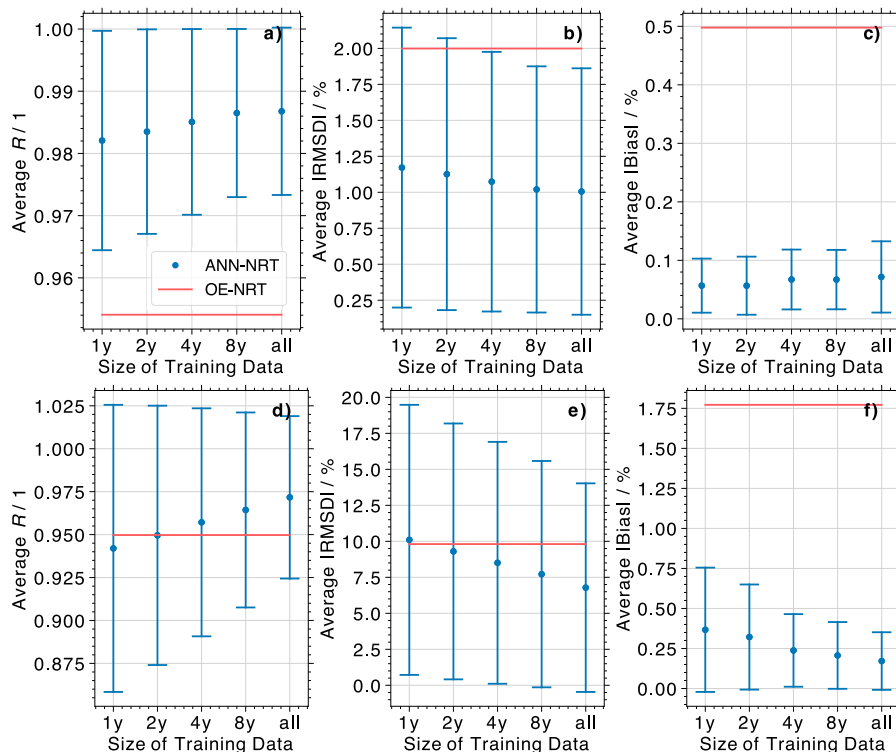 a)
Average R / 1
1.00
0.99
0.98
0.97
0.96
ANN-NRT
OE-NRT
1y 2y 4y 8y all
Size of Training Data
b)
Average |RMSD| / %
2.00
1.75
1.50
1.25
1.00
0.75
0.50
0.25
1y 2y 4y 8y all
Size of Training Data
c)
Average |Bias| / %
0.5
0.4
0.3
0.2
0.1
0.0
1y 2y 4y 8y all
Size of Training Data
d)
Average R / 1
1.025
1.000
0.975
0.950
0.925
0.900
0.875
1y 2y 4y 8y all
Size of Training Data
e)
Average |RMSD| / %
20.0
17.5
15.0
12.5
10.0
7.5
5.0
2.5
0.0
1y 2y 4y 8y all
Size of Training Data
f)
Average |Bias| / %
1.75
1.50
1.25
1.00
0.75
0.50
0.25
0.00
1y 2y 4y 8y all
Size of Training Data